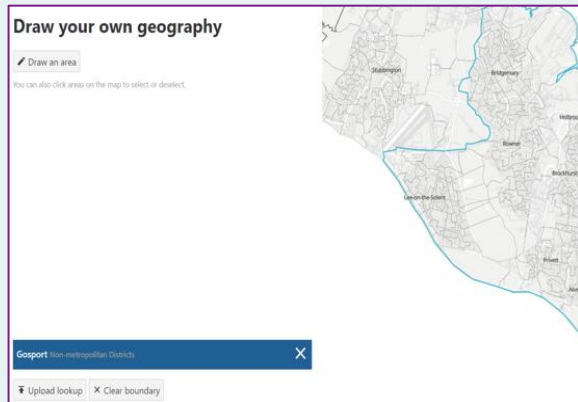 Draw your own geography
Draw an area
You can also click areas on the map to select or deselect.
Stubbington
Bridgemary
Rowner
Lee-on-the-Solent
Privett
Gosport Non-metropolitan Districts
Upload lookup
Clear boundary